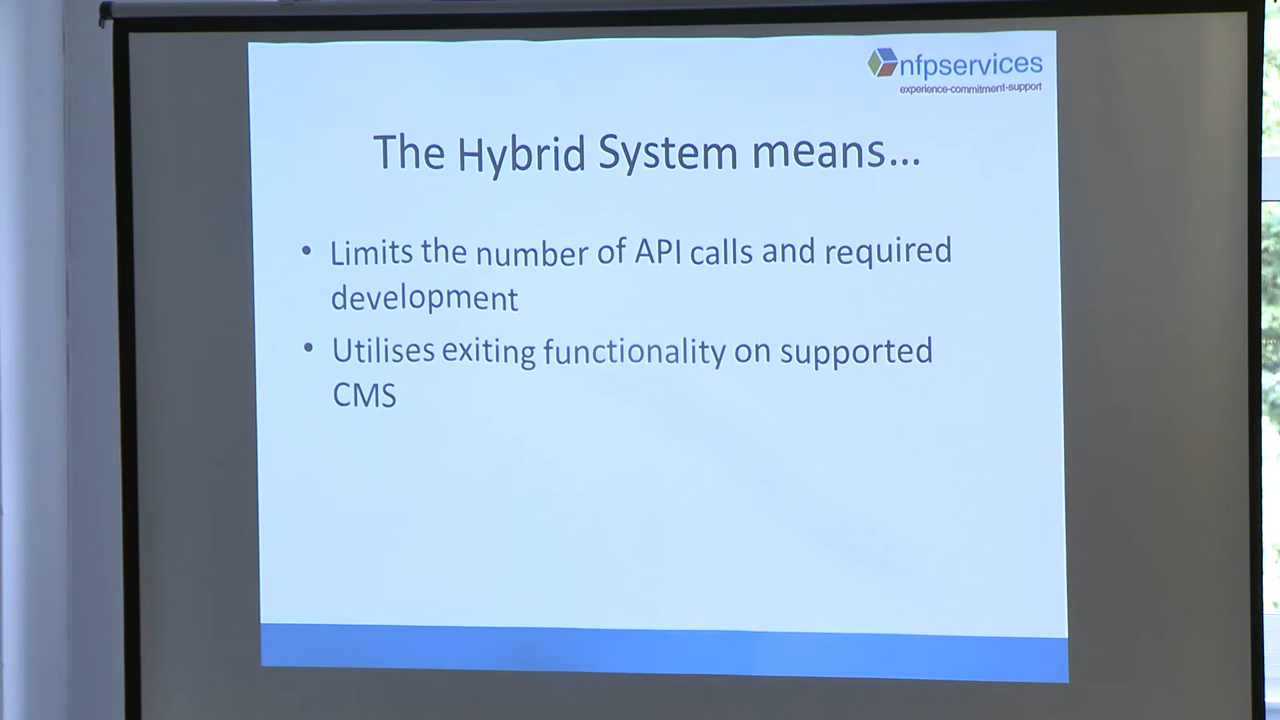 nfpservices
experience-commitment-support
The Hybrid System means...
• Limits the number of API calls and required
development
• Utilises exiting functionality on supported
CMS